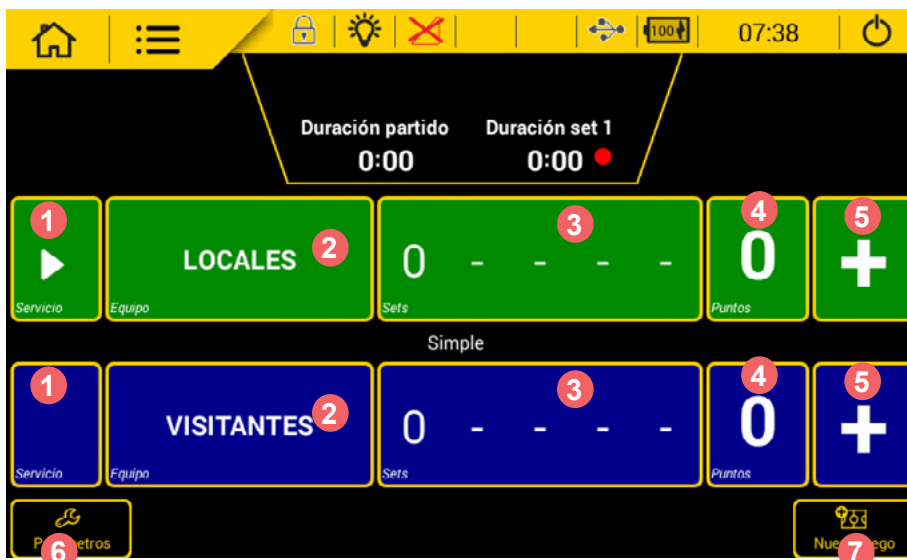 100
07:38
Duración partido Duración set 1
0:00 0:00
1 2 3 4 5
LOCALES 0 - - - - 0 +
Servicio Equipo Sets Puntos
Simple
1 2 3 4 5
VISITANTES 0 - - - - 0 +
Servicio Equipo Sets Puntos
6 7